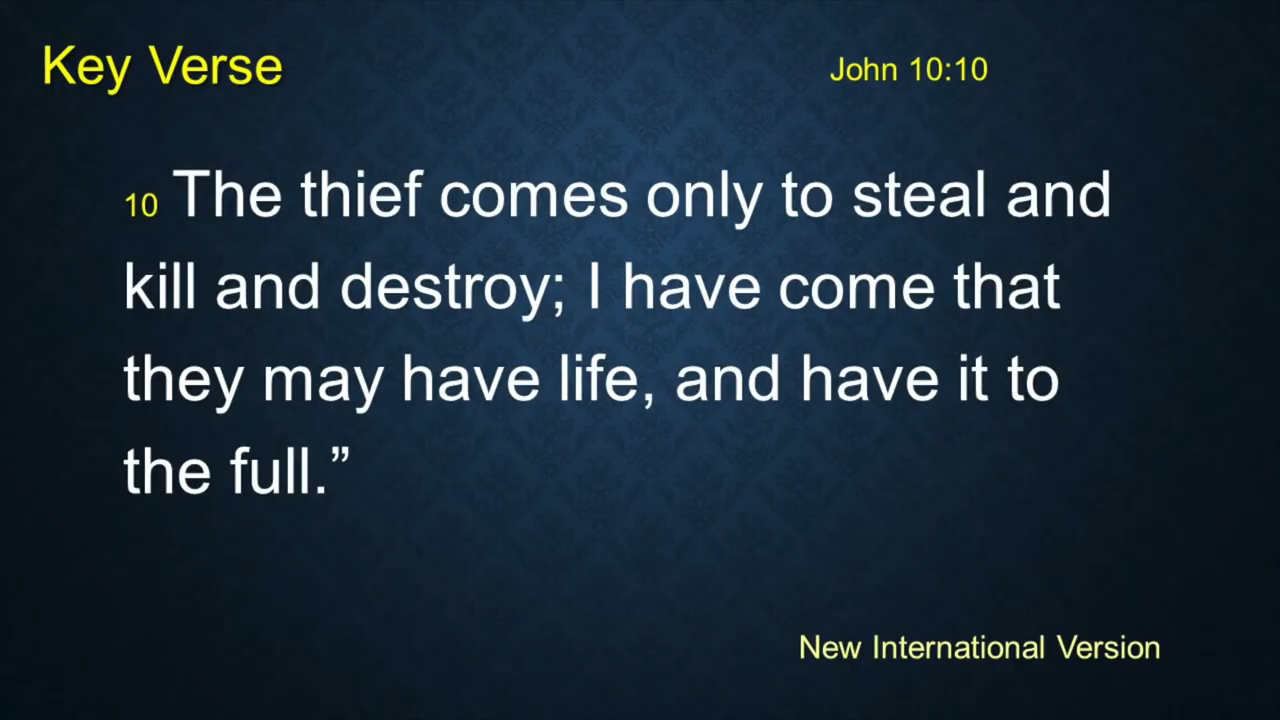 Key Verse
John 10:10
10 The thief comes only to steal and
kill and destroy; I have come that
they may have life, and have it to
the full.”
New International Version